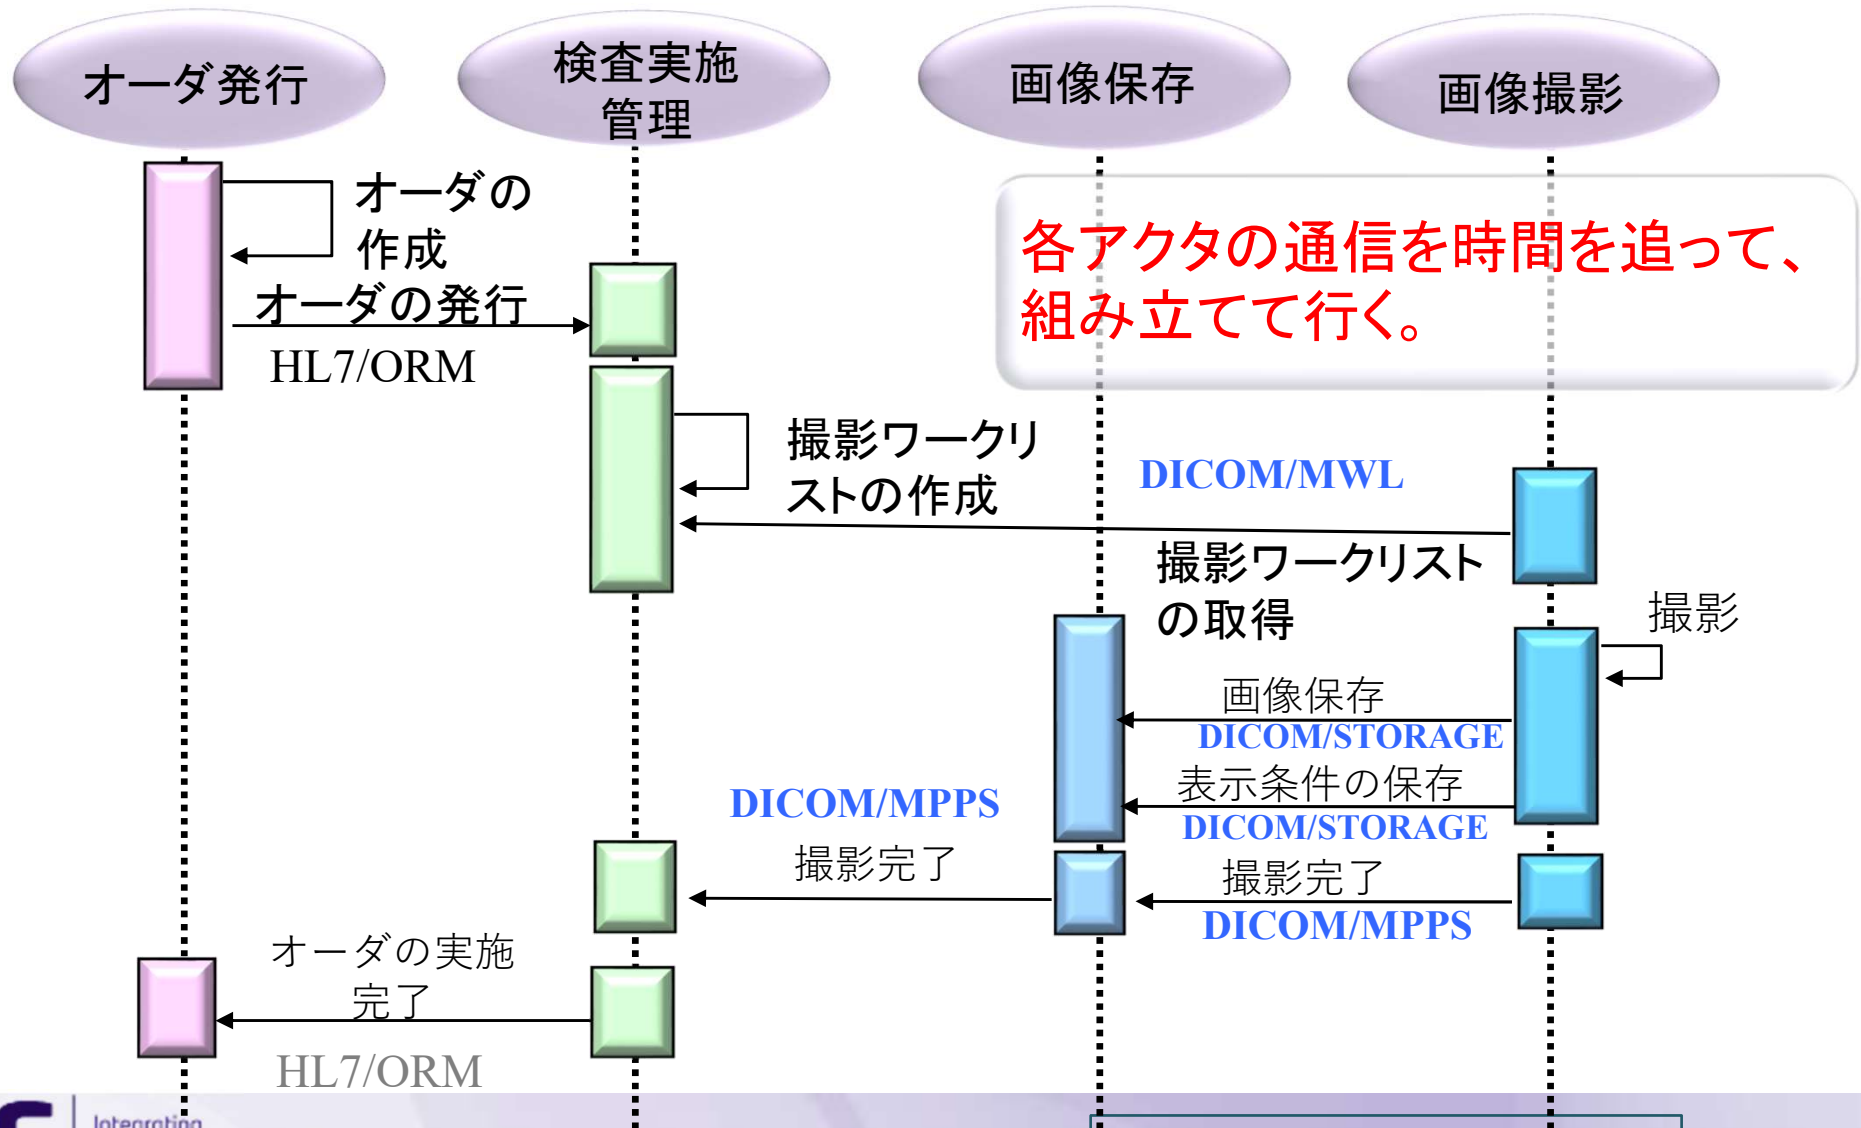 オーダ発行
検査実施
管理
画像保存
画像撮影
オーダの
作成
各アクタの通信を時間を追って、
組み立てて行く。
オーダの発行
HL7/ORM
撮影ワークリ
ストの作成
DICOM/MWL
撮影ワークリスト
の取得
撮影
画像保存
DICOM/STORAGE
表示条件の保存
DICOM/STORAGE
DICOM/MPPS
撮影完了
撮影完了
DICOM/MPPS
オーダの実施
完了
HL7/ORM
Integrating